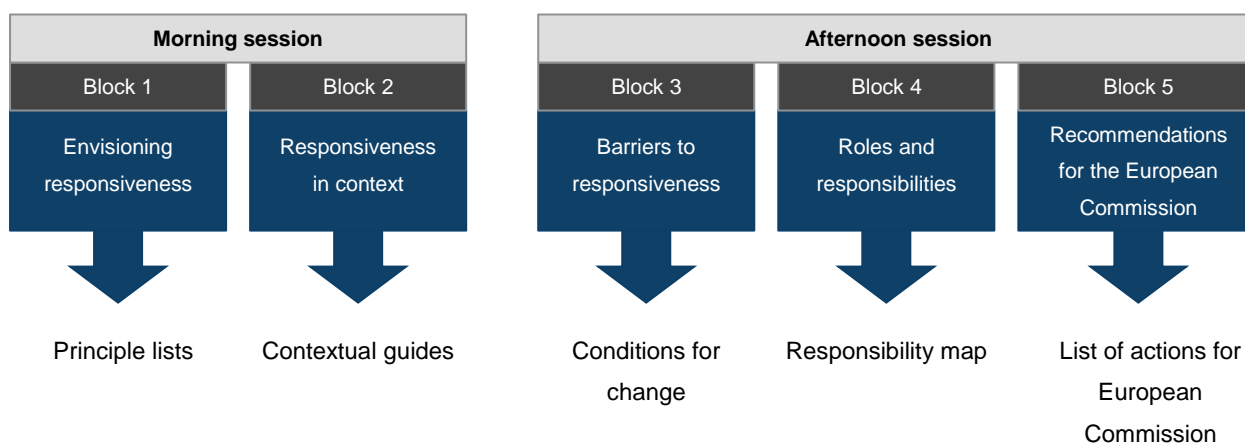 Morning session
Afternoon session
Block 1
Block 2
Block 3
Block 4
Block 5
Envisioning
responsiveness
Responsiveness
in context
Barriers to
responsiveness
Roles and
responsibilities
Recommendations
for the European
Commission
Principle lists
Contextual guides
Conditions for
change
Responsibility map
List of actions for
European
Commission